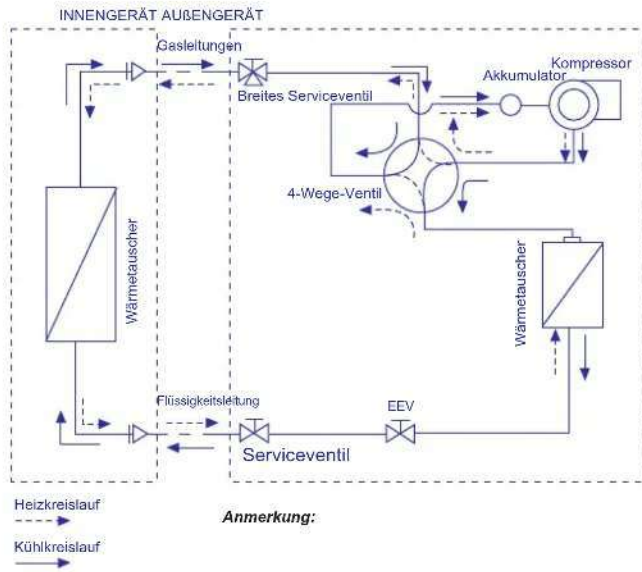 INNENGERÄT AUßENGERÄT
Gasleitungen
Kompressor
Akkumulator
Breites Serviceventil
4-Wege-Ventil
Wärmetauscher
Wärmetauscher
Flüssigkeitsleitung
EEV
Serviceventil
Heizkreislauf
Anmerkung:
Kühlkreislauf